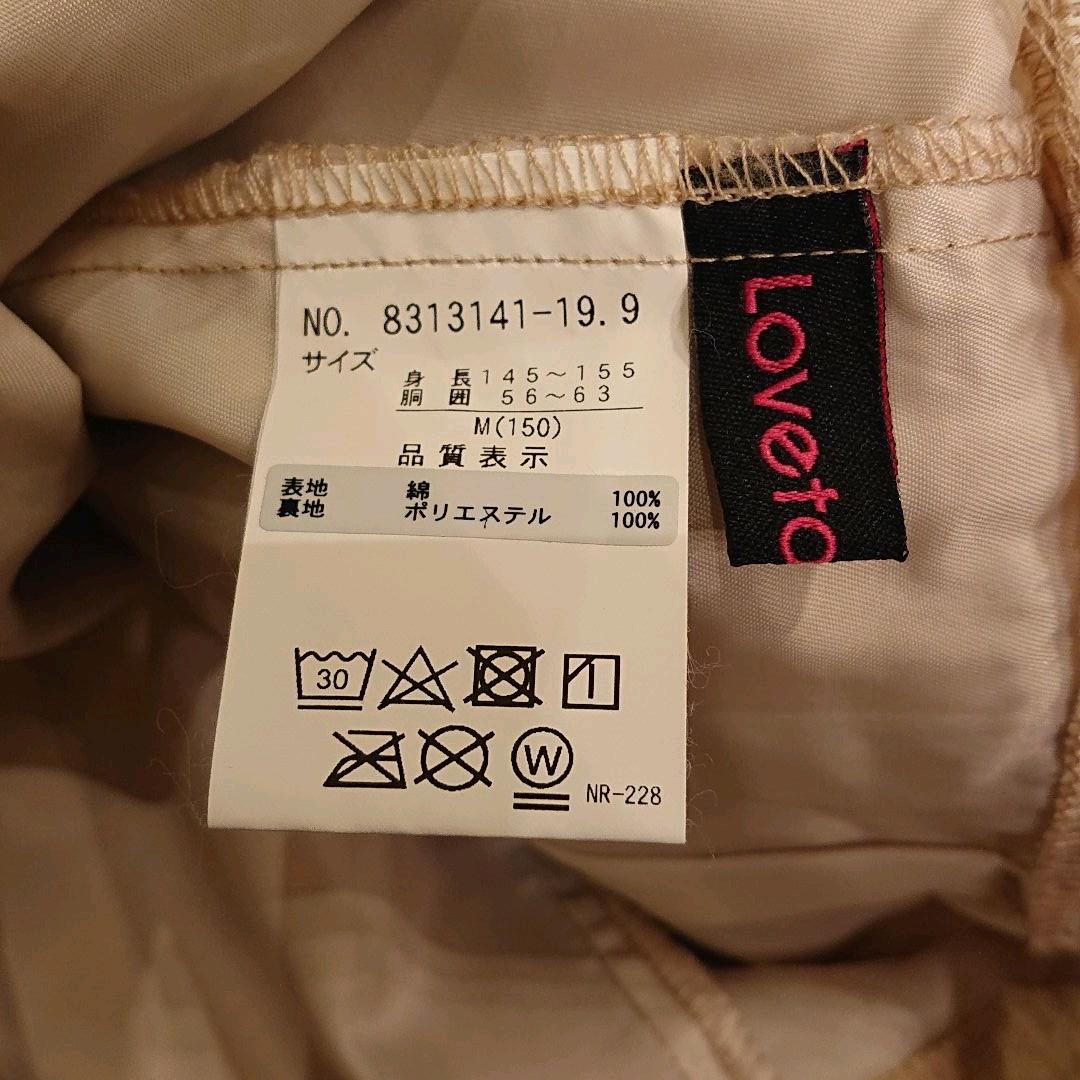 NO. 8313141-19.9
サイズ
身 長 145～155
胴 囲 56～63
M(150)
品質表示
表地 綿 100%
裏地 ポリエステル 100%
30
W
NR-228
Loveto